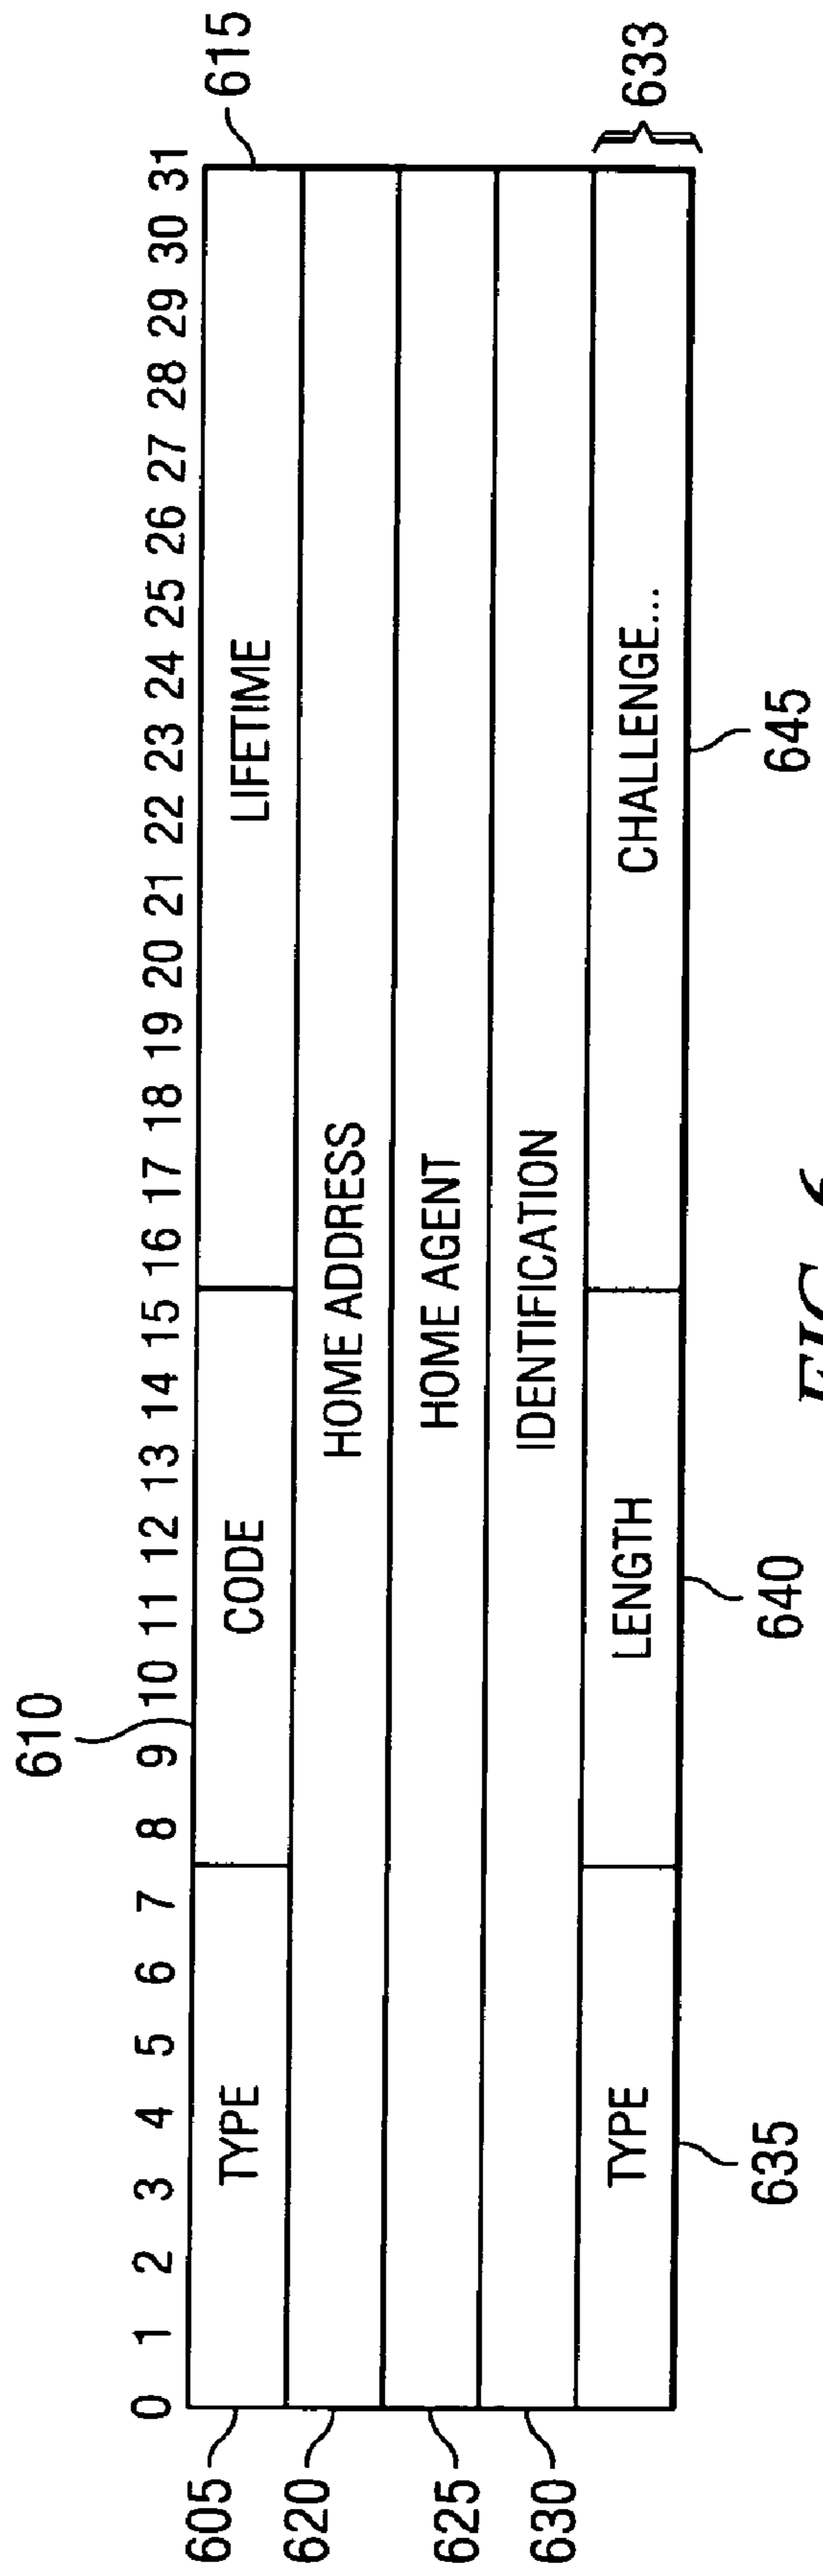 610
0 1 2 3 4 5 6 7 8 9 10 11 12 13 14 15 16 17 18 19 20 21 22 23 24 25 26 27 28 29 30 31
605 TYPE CODE LIFETIME 615
620 HOME ADDRESS
625 HOME AGENT
630 IDENTIFICATION
TYPE LENGTH CHALLENGE... 633
635 640 645
FIG. 6